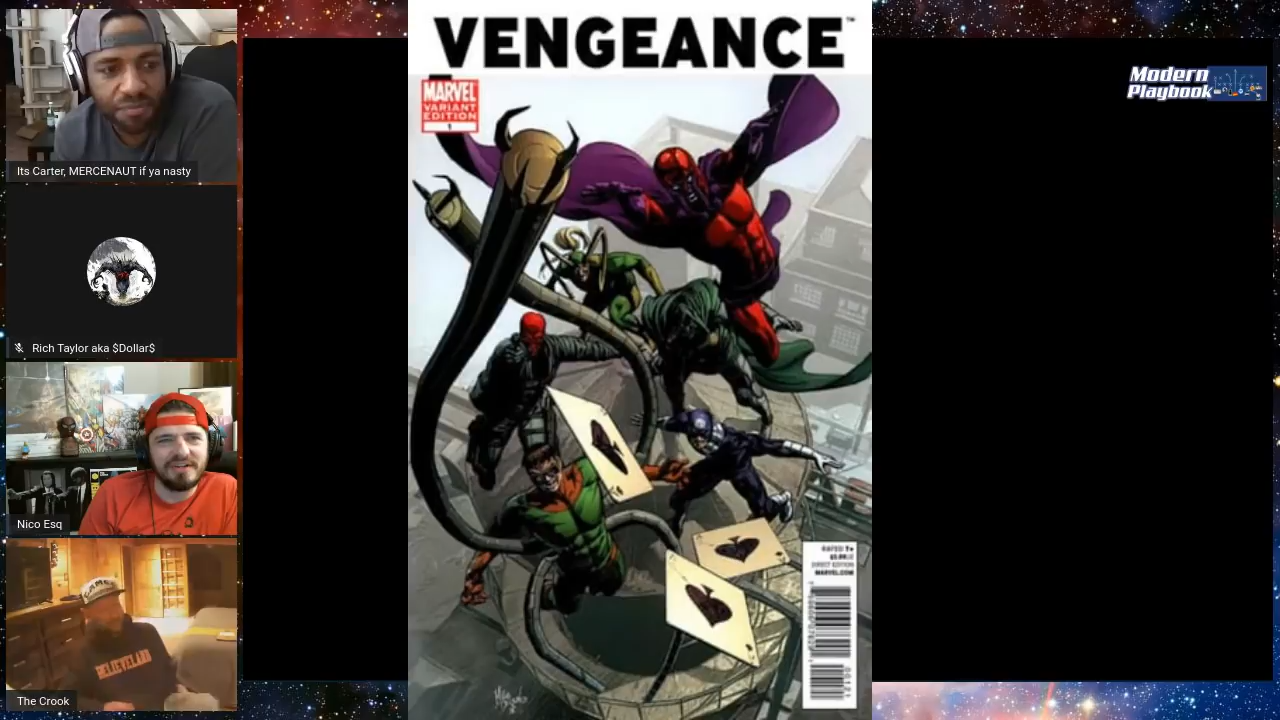 Its Carter, MERCENAUT if ya nasty
Rich Taylor aka $Dollar$
Nico Esq
BELIEVELAND
The Crook
VENGEANCE™
MARVEL
VARIANT
EDITION
1
RATED T+
DIRECT EDITION
MARVEL.COM
Modern
Playbook